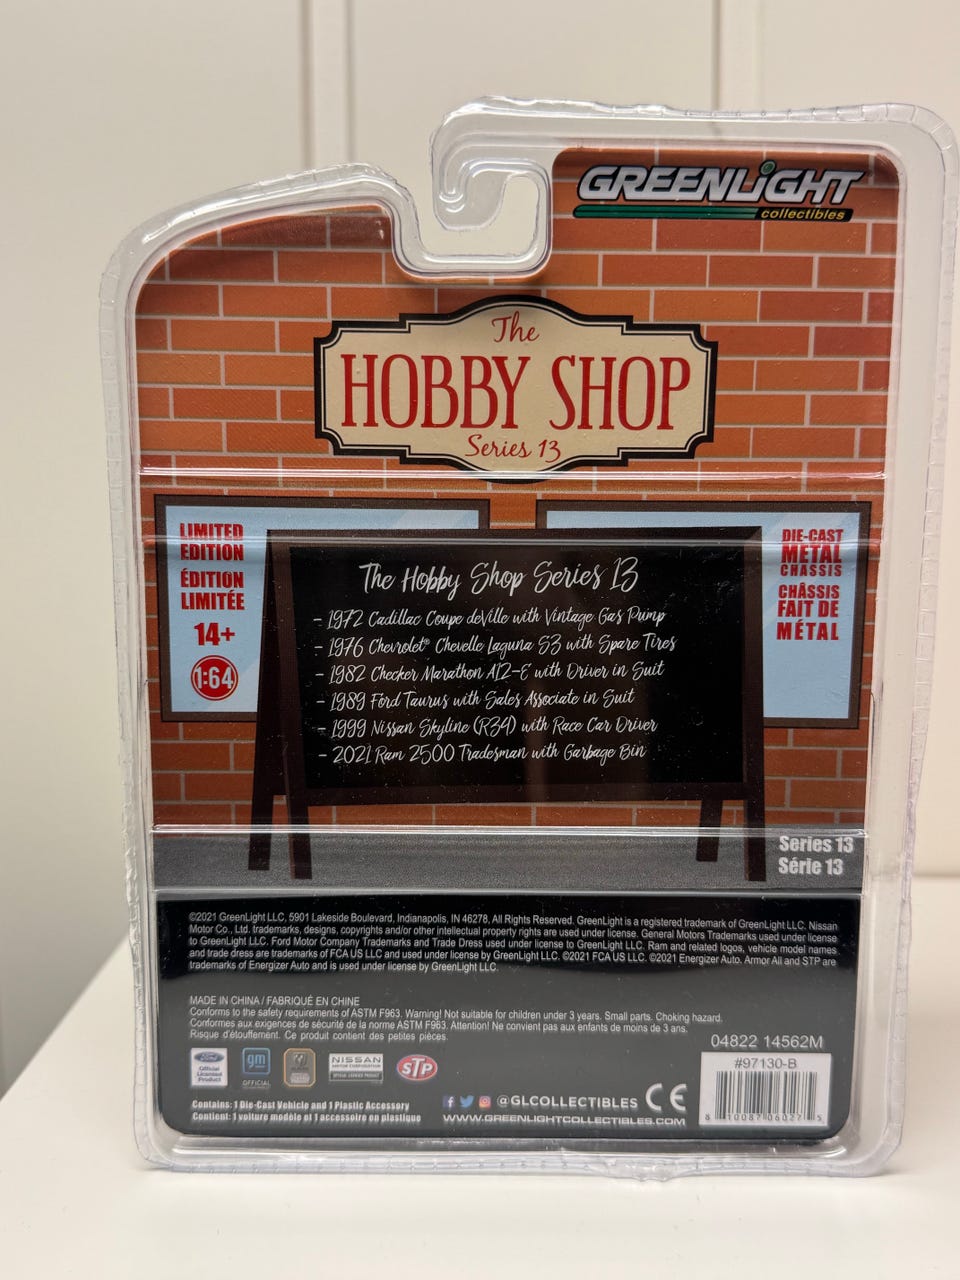 GREENLIGHT
collectibles
The
HOBBY SHOP
Series 13
LIMITED
EDITION
ÉDITION
LIMITÉE
14+
1:64
DIE-CAST
METAL
CHASSIS
CHÂSSIS
FAIT DE
MÉTAL
The Hobby Shop Series 13
- 1972 Cadillac Coupe deVille with Vintage Gas Pump
- 1976 Chevrolet® Chevelle Laguna S3 with Spare Tires
- 1982 Checker Marathon A12-E with Driver in Suit
- 1989 Ford Taurus with Sales Associate in Suit
- 1999 Nissan Skyline (R34) with Race Car Driver
- 2021 Ram 2500 Tradesman with Garbage Bin
Series 13
Série 13
©2021 GreenLight LLC, 5901 Lakeside Boulevard, Indianapolis, IN 46278, All Rights Reserved. GreenLight is a registered trademark of GreenLight LLC. Nissan
Motor Co., Ltd. trademarks, designs, copyrights and/or other intellectual property rights are used under license. General Motors Trademarks used under license
to GreenLight LLC. Ford Motor Company Trademarks and Trade Dress used under license to GreenLight LLC. Ram and related logos, vehicle model names
and trade dress are trademarks of FCA US LLC and used under license by GreenLight LLC. ©2021 FCA US LLC. ©2021 Energizer Auto. Armor All and STP are
trademarks of Energizer Auto and is used under license by GreenLight LLC.
MADE IN CHINA / FABRIQUÉ EN CHINE
Conforms to the safety requirements of ASTM F963. Warning! Not suitable for children under 3 years. Small parts. Choking hazard.
Conformes aux exigences de sécurité de la norme ASTM F963. Attention! Ne convient pas aux enfants de moins de 3 ans.
Risque d'étouffement. Ce produit contient des petites pièces.
04822 14562M
#97130-B
Ford
Official
Licensed
Product
gm
OFFICIAL
NISSAN
STP
@GLCOLLECTIBLES
CE
Contains: 1 Die-Cast Vehicle and 1 Plastic Accessory
Contient: 1 voiture modèle et 1 accessoire en plastique
WWW.GREENLIGHTCOLLECTIBLES.COM
8 10087 06027 5